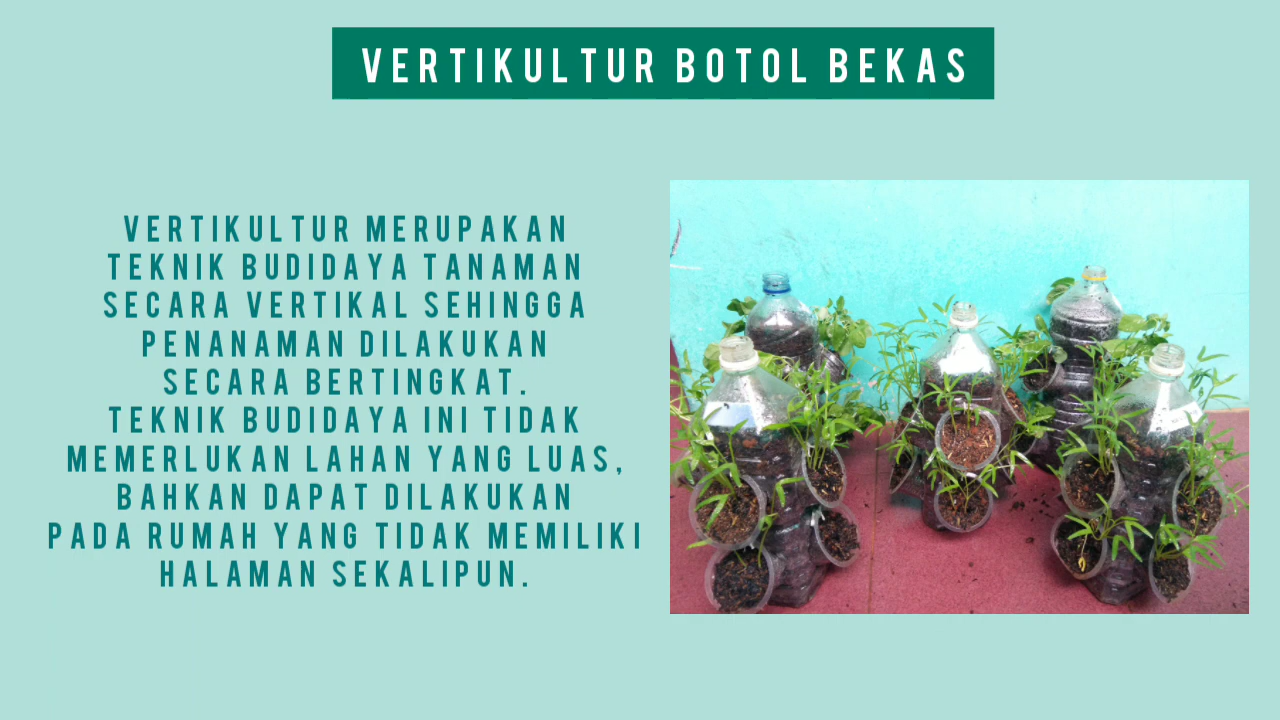 VERTIKULTUR BOTOL BEKAS
VERTIKULTUR MERUPAKAN
TEKNIK BUDIDAYA TANAMAN
SECARA VERTIKAL SEHINGGA
PENANAMAN DILAKUKAN
SECARA BERTINGKAT.
TEKNIK BUDIDAYA INI TIDAK
MEMERLUKAN LAHAN YANG LUAS,
BAHKAN DAPAT DILAKUKAN
PADA RUMAH YANG TIDAK MEMILIKI
HALAMAN SEKALIPUN.